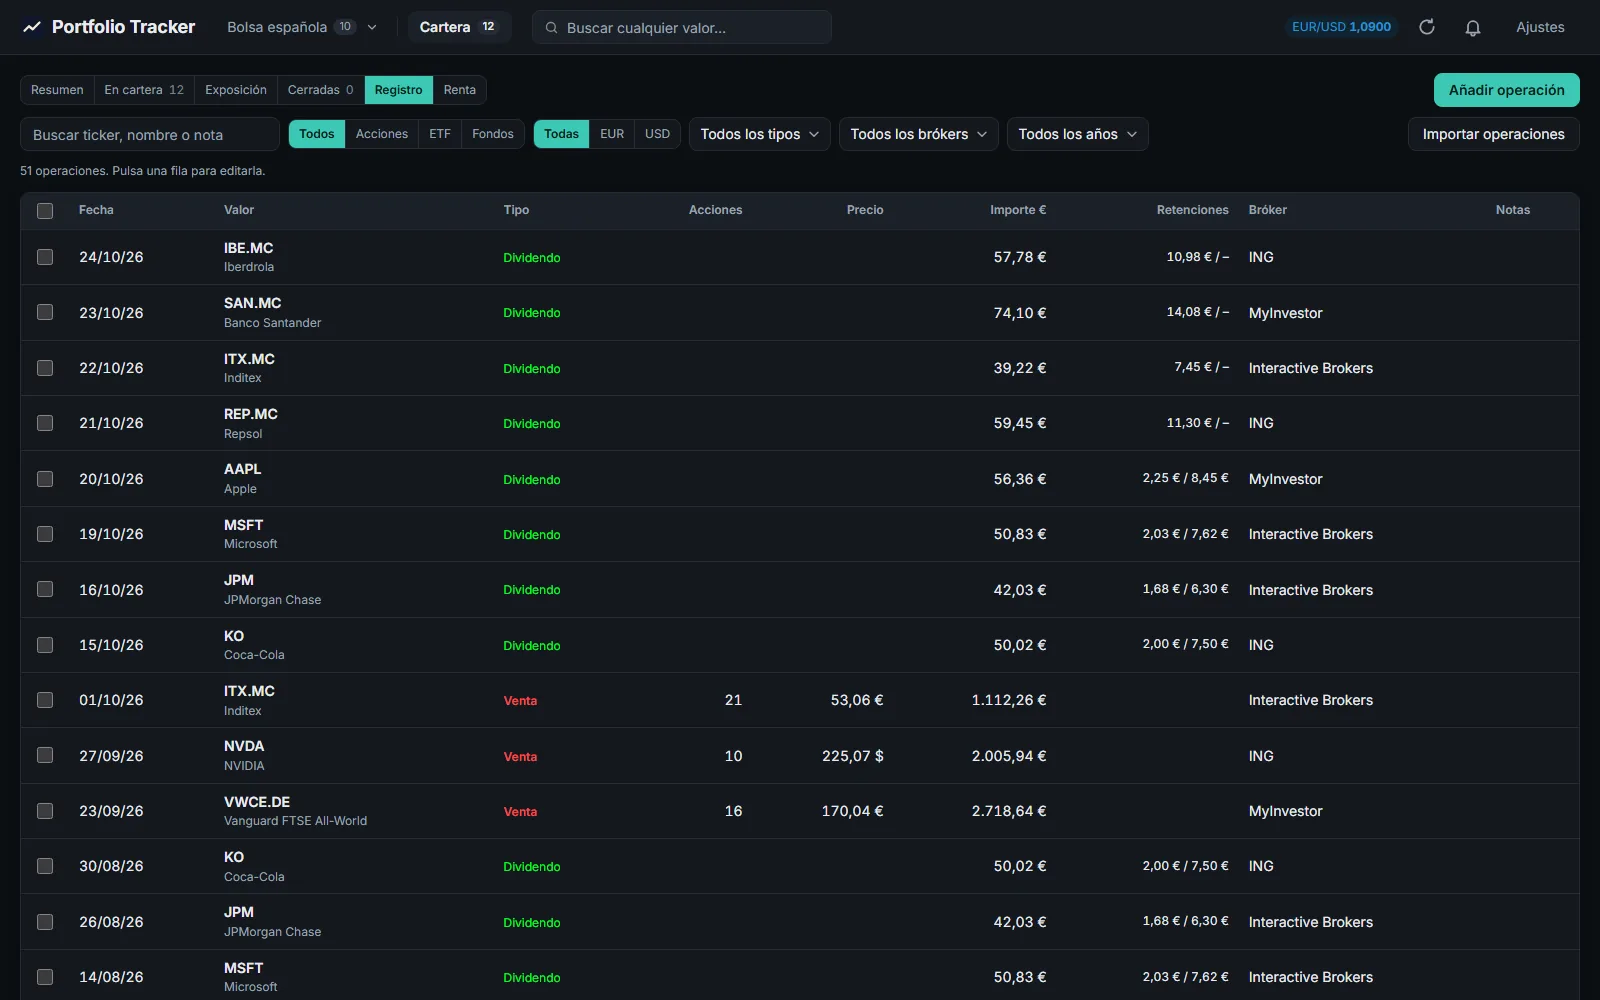 Portfolio Tracker Bolsa española 10 Cartera 12 Buscar cualquier valor... EUR/USD 1,0900 Ajustes
Resumen En cartera 12 Exposición Cerradas 0 Registro Renta Añadir operación
Buscar ticker, nombre o nota Todos Acciones ETF Fondos Todas EUR USD Todos los tipos Todos los brókers Todos los años Importar operaciones
51 operaciones. Pulsa una fila para editarla.
Fecha Valor Tipo Acciones Precio Importe € Retenciones Bróker Notas
24/10/26 IBE.MC Dividendo 57,78 € 10,98 € / – ING
Iberdrola
23/10/26 SAN.MC Dividendo 74,10 € 14,08 € / – MyInvestor
Banco Santander
22/10/26 ITX.MC Dividendo 39,22 € 7,45 € / – Interactive Brokers
Inditex
21/10/26 REP.MC Dividendo 59,45 € 11,30 € / – ING
Repsol
20/10/26 AAPL Dividendo 56,36 € 2,25 € / 8,45 € MyInvestor
Apple
19/10/26 MSFT Dividendo 50,83 € 2,03 € / 7,62 € Interactive Brokers
Microsoft
16/10/26 JPM Dividendo 42,03 € 1,68 € / 6,30 € Interactive Brokers
JPMorgan Chase
15/10/26 KO Dividendo 50,02 € 2,00 € / 7,50 € ING
Coca-Cola
01/10/26 ITX.MC Venta 21 53,06 € 1.112,26 € Interactive Brokers
Inditex
27/09/26 NVDA Venta 10 225,07 $ 2.005,94 € ING
NVIDIA
23/09/26 VWCE.DE Venta 16 170,04 € 2.718,64 € MyInvestor
Vanguard FTSE All-World
30/08/26 KO Dividendo 50,02 € 2,00 € / 7,50 € ING
Coca-Cola
26/08/26 JPM Dividendo 42,03 € 1,68 € / 6,30 € Interactive Brokers
JPMorgan Chase
14/08/26 MSFT Dividendo 50,83 € 2,03 € / 7,62 € Interactive Brokers
Microsoft